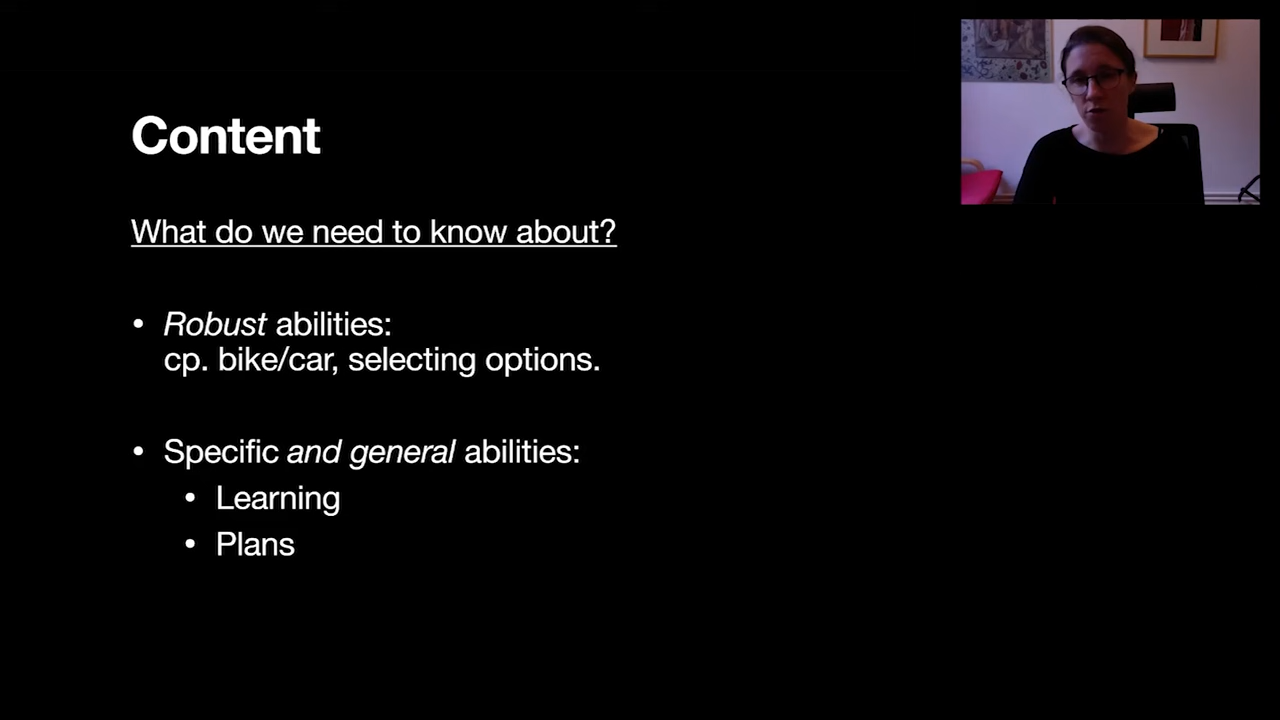 Content
What do we need to know about?
• Robust abilities:
cp. bike/car, selecting options.
• Specific and general abilities:
• Learning
• Plans